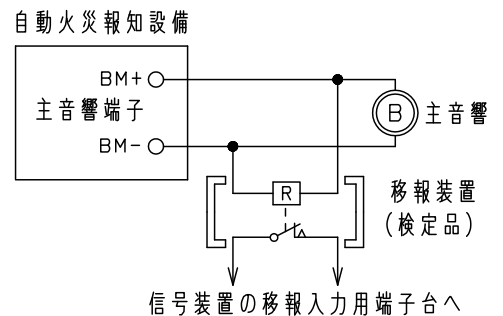 自動火災報知設備
BM+
主音響端子
BM-
B 主音響
R
移報装置
(検定品)
信号装置の移報入力用端子台へ